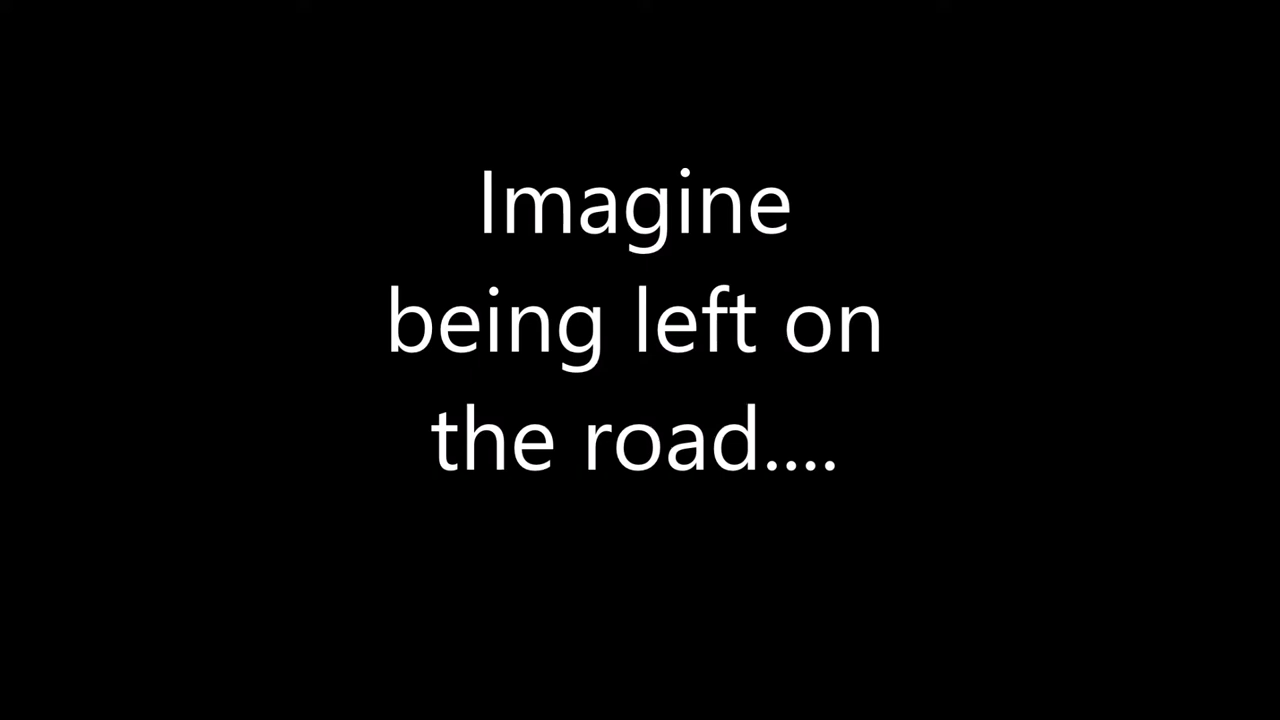 Imagine
being left on
the road....